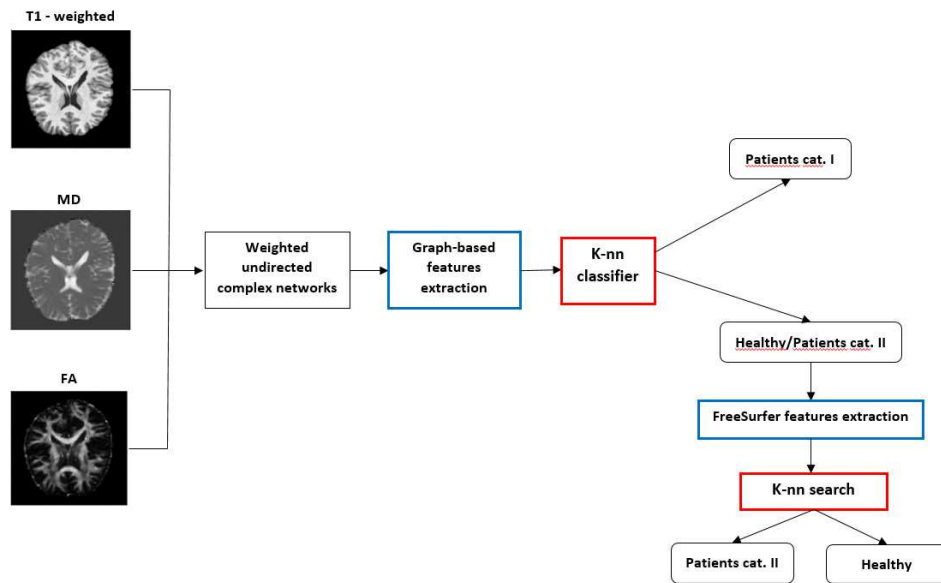 T1 - weighted
MD
FA
Weighted
undirected
complex networks
Graph-based
features
extraction
K-nn
classifier
Patients cat. I
Healthy/Patients cat. II
FreeSurfer features extraction
K-nn search
Patients cat. II
Healthy